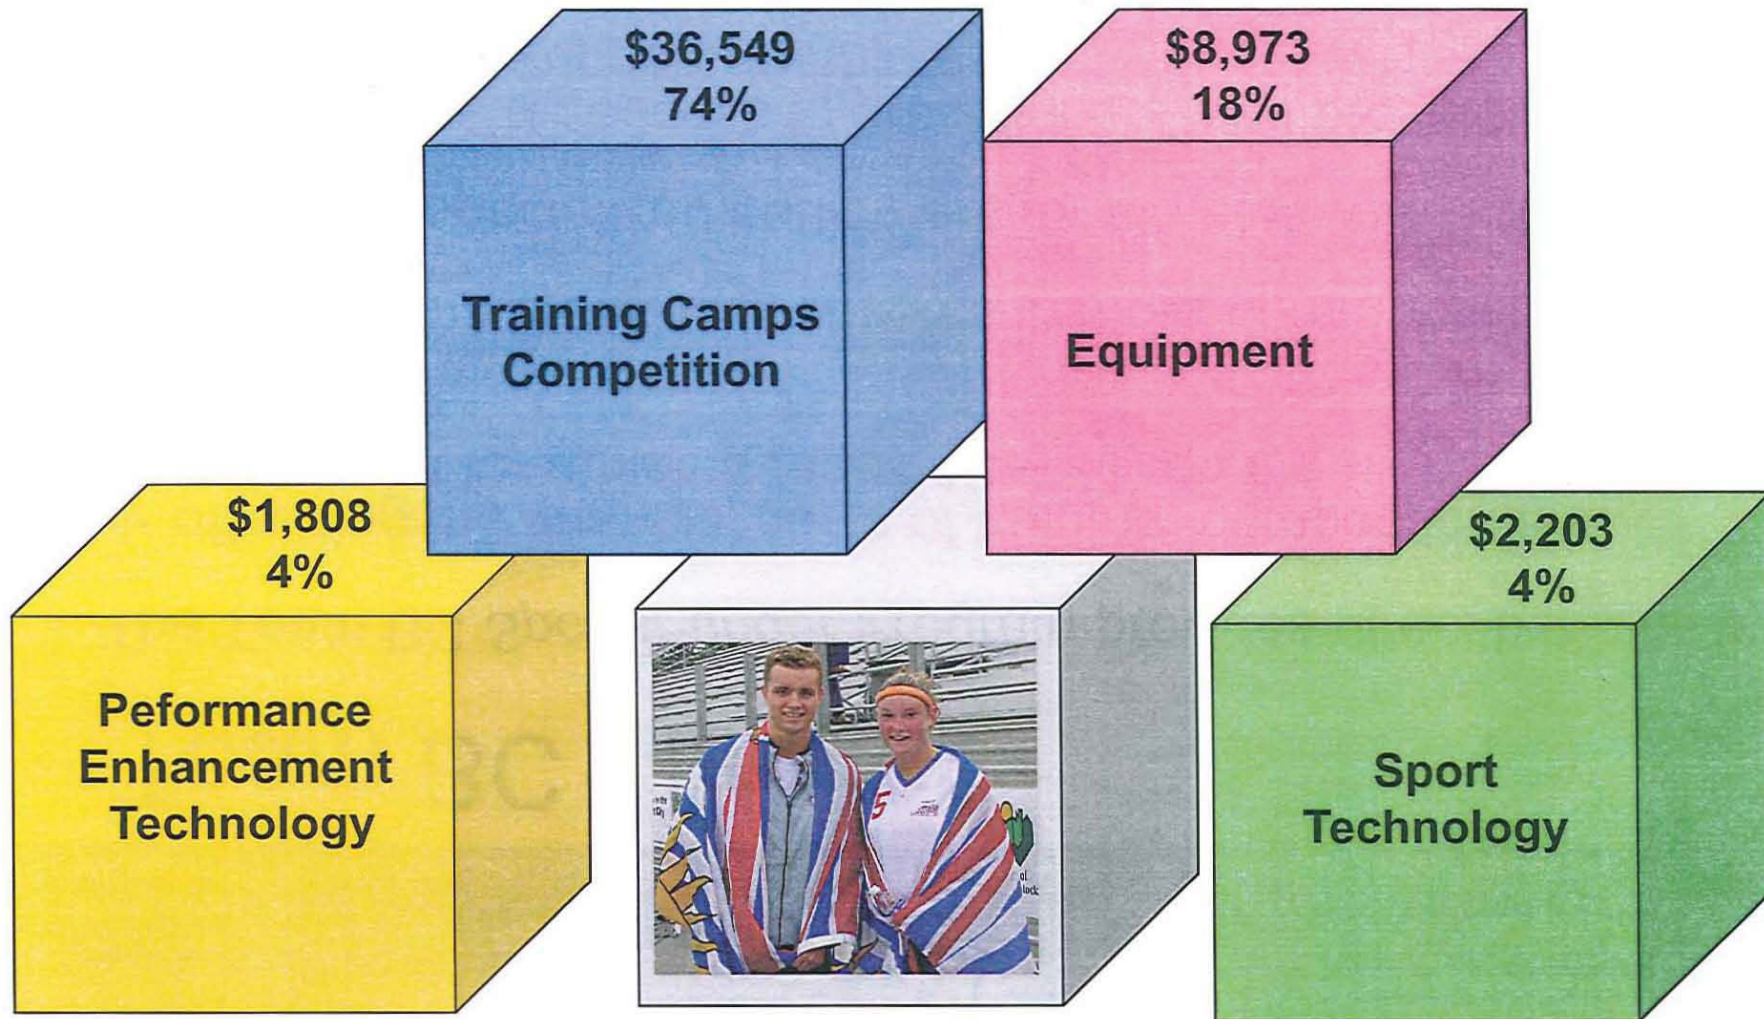 $36,549
74%
Training Camps
Competition
$8,973
18%
Equipment
$1,808
4%
Peformance
Enhancement
Technology
5
$2,203
4%
Sport
Technology